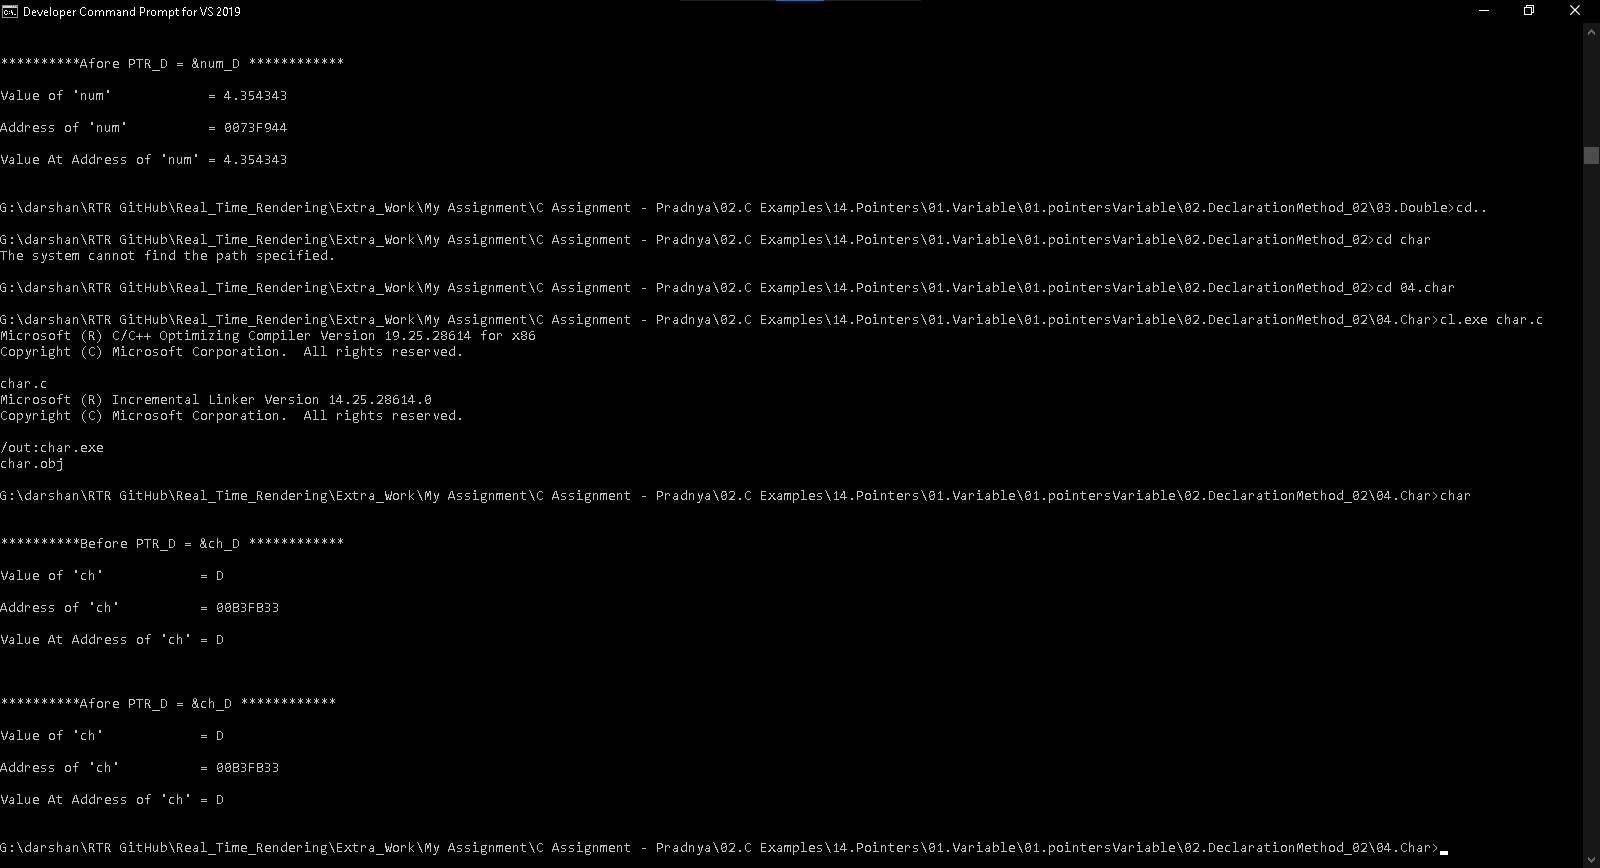 Developer Command Prompt for VS 2019
**********Afore PTR_D = &num_D ************
Value of 'num'            = 4.354343
Address of 'num'          = 0073F944
Value At Address of 'num' = 4.354343
G:\darshan\RTR GitHub\Real_Time_Rendering\Extra_Work\My Assignment\C Assignment - Pradnya\02.C Examples\14.Pointers\01.Variable\01.pointersVariable\02.DeclarationMethod_02\03.Double>cd..
G:\darshan\RTR GitHub\Real_Time_Rendering\Extra_Work\My Assignment\C Assignment - Pradnya\02.C Examples\14.Pointers\01.Variable\01.pointersVariable\02.DeclarationMethod_02>cd char
The system cannot find the path specified.
G:\darshan\RTR GitHub\Real_Time_Rendering\Extra_Work\My Assignment\C Assignment - Pradnya\02.C Examples\14.Pointers\01.Variable\01.pointersVariable\02.DeclarationMethod_02>cd 04.char
G:\darshan\RTR GitHub\Real_Time_Rendering\Extra_Work\My Assignment\C Assignment - Pradnya\02.C Examples\14.Pointers\01.Variable\01.pointersVariable\02.DeclarationMethod_02\04.Char>cl.exe char.c
Microsoft (R) C/C++ Optimizing Compiler Version 19.25.28614 for x86
Copyright (C) Microsoft Corporation.  All rights reserved.
char.c
Microsoft (R) Incremental Linker Version 14.25.28614.0
Copyright (C) Microsoft Corporation.  All rights reserved.
/out:char.exe
char.obj
G:\darshan\RTR GitHub\Real_Time_Rendering\Extra_Work\My Assignment\C Assignment - Pradnya\02.C Examples\14.Pointers\01.Variable\01.pointersVariable\02.DeclarationMethod_02\04.Char>char
**********Before PTR_D = &ch_D ************
Value of 'ch'            = D
Address of 'ch'          = 00B3FB33
Value At Address of 'ch' = D
**********Afore PTR_D = &ch_D ************
Value of 'ch'            = D
Address of 'ch'          = 00B3FB33
Value At Address of 'ch' = D
G:\darshan\RTR GitHub\Real_Time_Rendering\Extra_Work\My Assignment\C Assignment - Pradnya\02.C Examples\14.Pointers\01.Variable\01.pointersVariable\02.DeclarationMethod_02\04.Char>